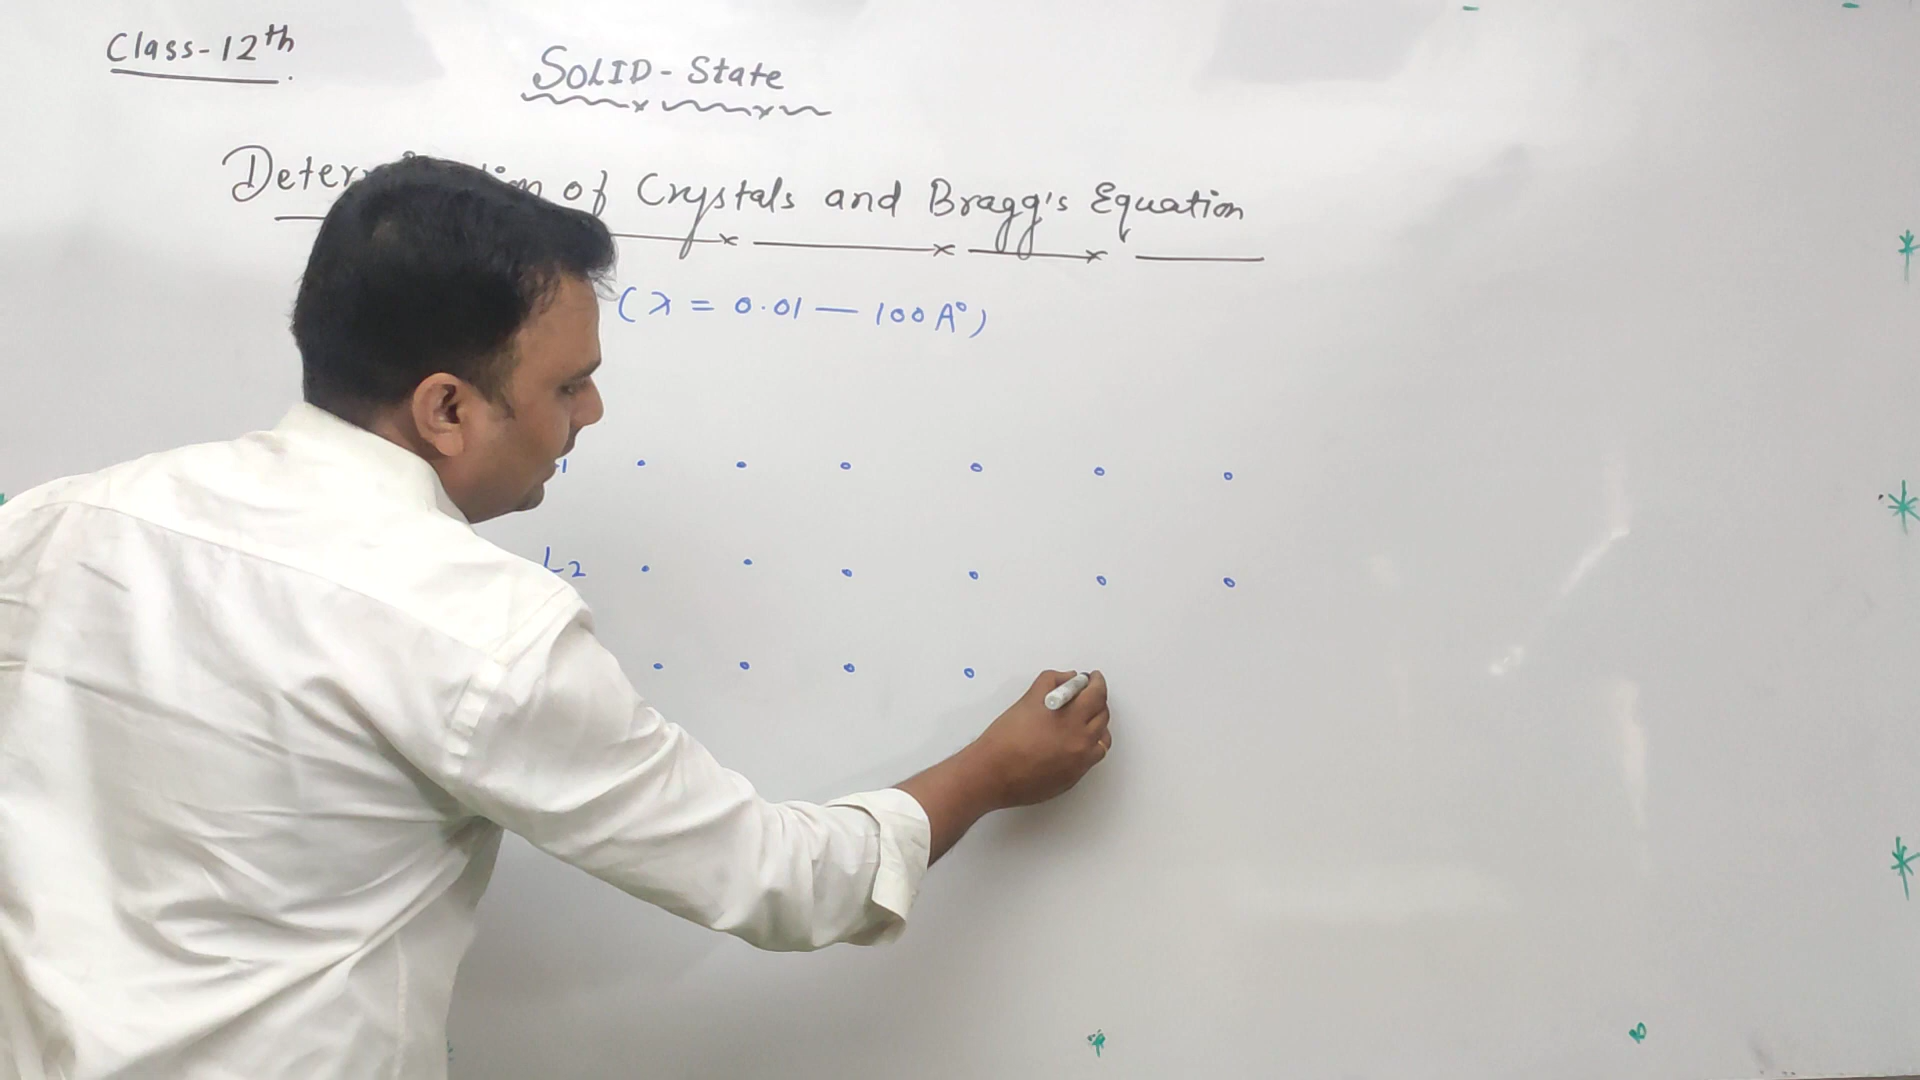 Class-12th.
SOLID-State
of Crystals and Bragg's Equation
(λ = 0.01 — 100 A°)
L2